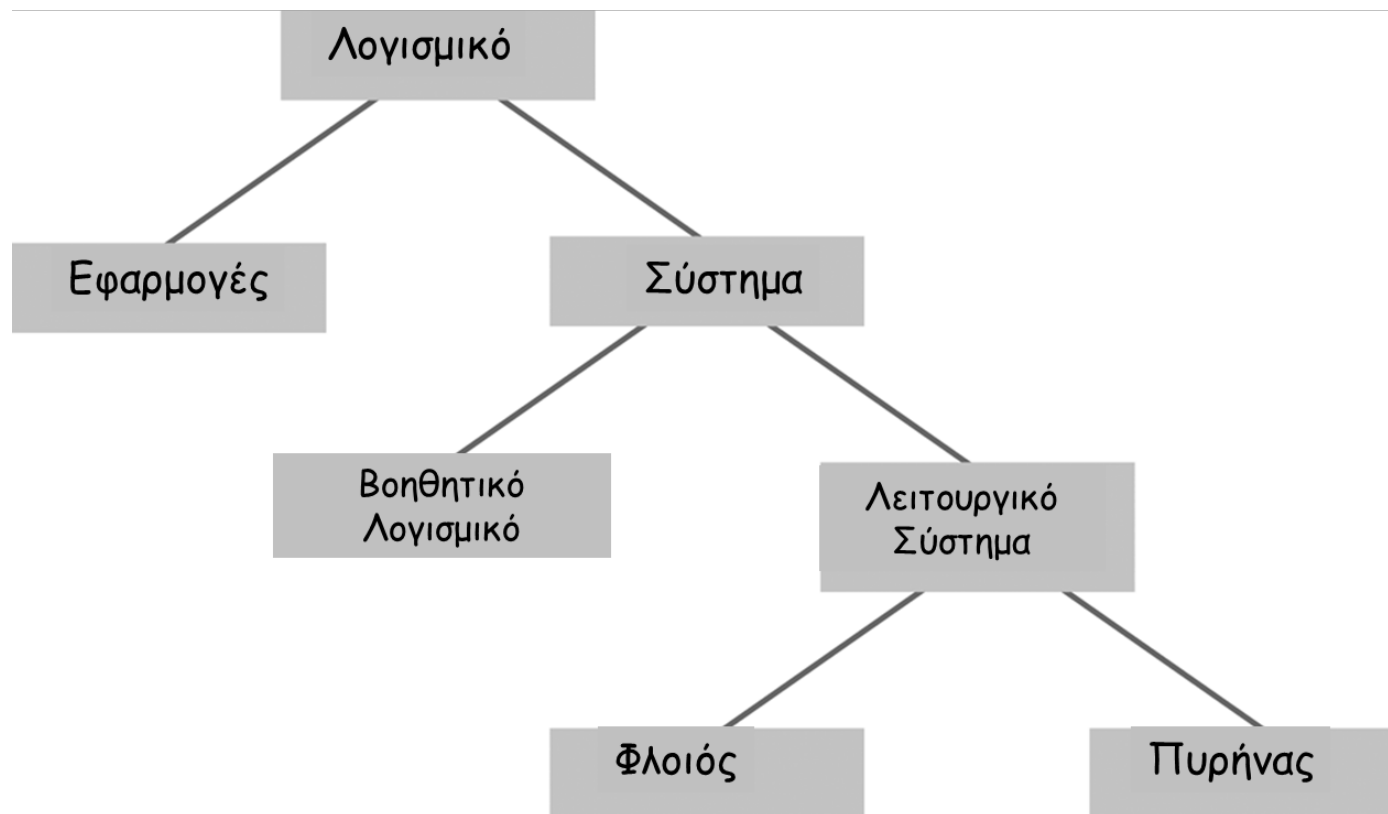 Λογισμικό
Εφαρμογές
Σύστημα
Βοηθητικό
Λογισμικό
Λειτουργικό
Σύστημα
Φλοιός
Πυρήνας